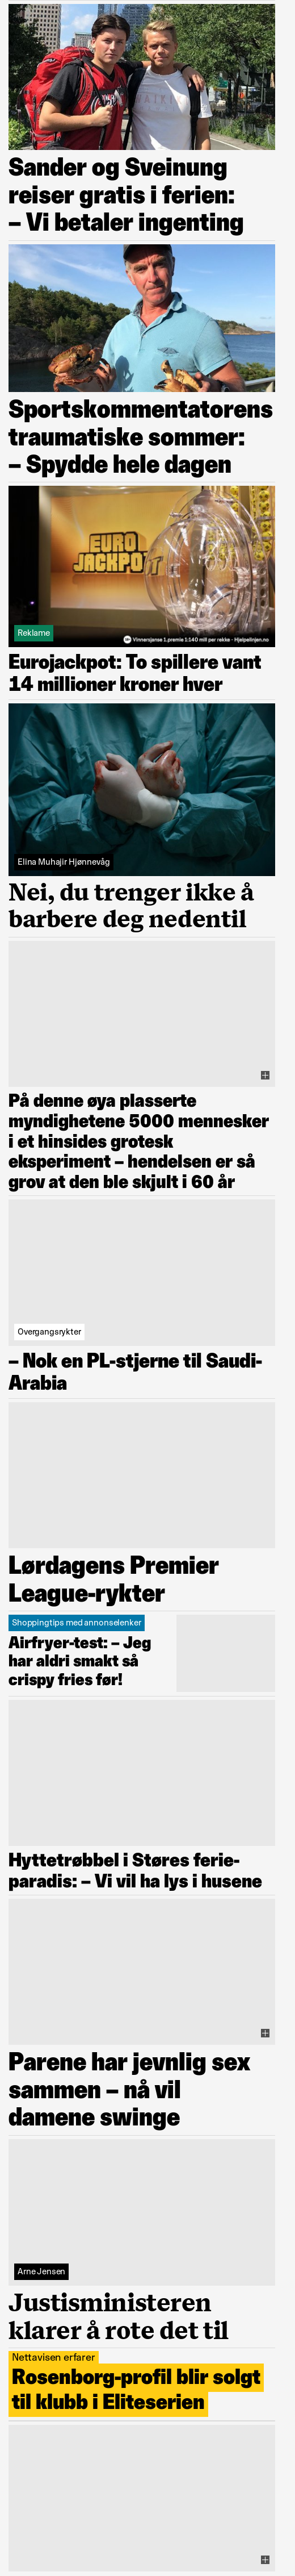 Sander og Sveinung
reiser gratis i ferien:
– Vi betaler ingenting
Sportskommentatorens
traumatiske sommer:
– Spydde hele dagen
EURO
JACKPOT
Reklame
Vinnersjanse 1.premie 1:140 mill per rekke - Hjelpelinjen.no
Eurojackpot: To spillere vant
14 millioner kroner hver
Elina Muhajir Hjønnevåg
Nei, du trenger ikke å
barbere deg nedentil
På denne øya plasserte
myndighetene 5000 mennesker
i et hinsides grotesk
eksperiment – hendelsen er så
grov at den ble skjult i 60 år
Overgangsrykter
– Nok en PL-stjerne til Saudi-
Arabia
Lørdagens Premier
League-rykter
Shoppingtips med annonselenker
Airfryer-test: – Jeg
har aldri smakt så
crispy fries før!
Hyttetrøbbel i Støres ferie-
paradis: – Vi vil ha lys i husene
Parene har jevnlig sex
sammen – nå vil
damene swinge
Arne Jensen
Justisministeren
klarer å rote det til
Nettavisen erfarer
Rosenborg-profil blir solgt
til klubb i Eliteserien